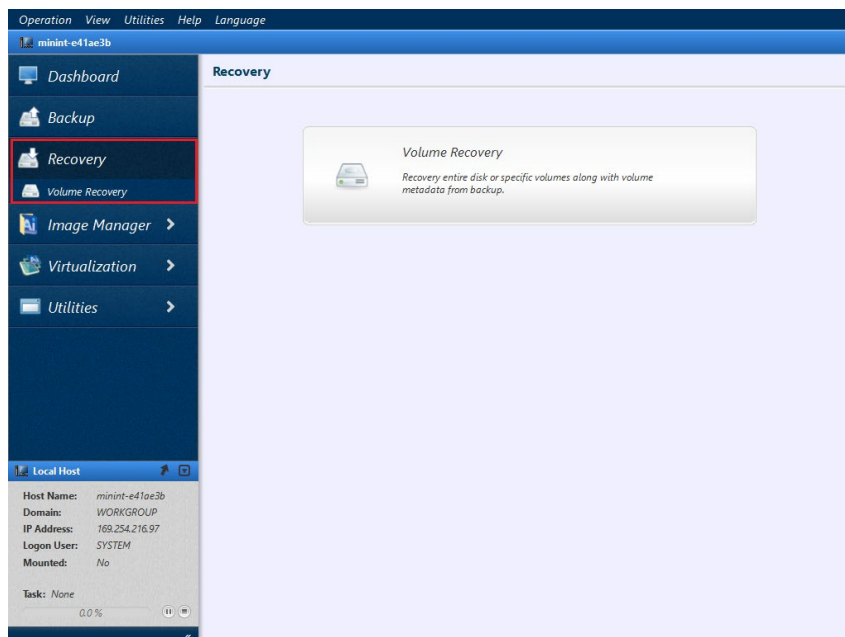 Operation View Utilities Help Language
minint-e41ae3b
Dashboard
Recovery
Backup
Recovery
Volume Recovery
Image Manager
Virtualization
Utilities
Volume Recovery
Recovery entire disk or specific volumes along with volume
metadata from backup.
Local Host
Host Name: minint-e41ae3b
Domain: WORKGROUP
IP Address: 169.254.216.97
Logon User: SYSTEM
Mounted: No
Task: None
0.0 %